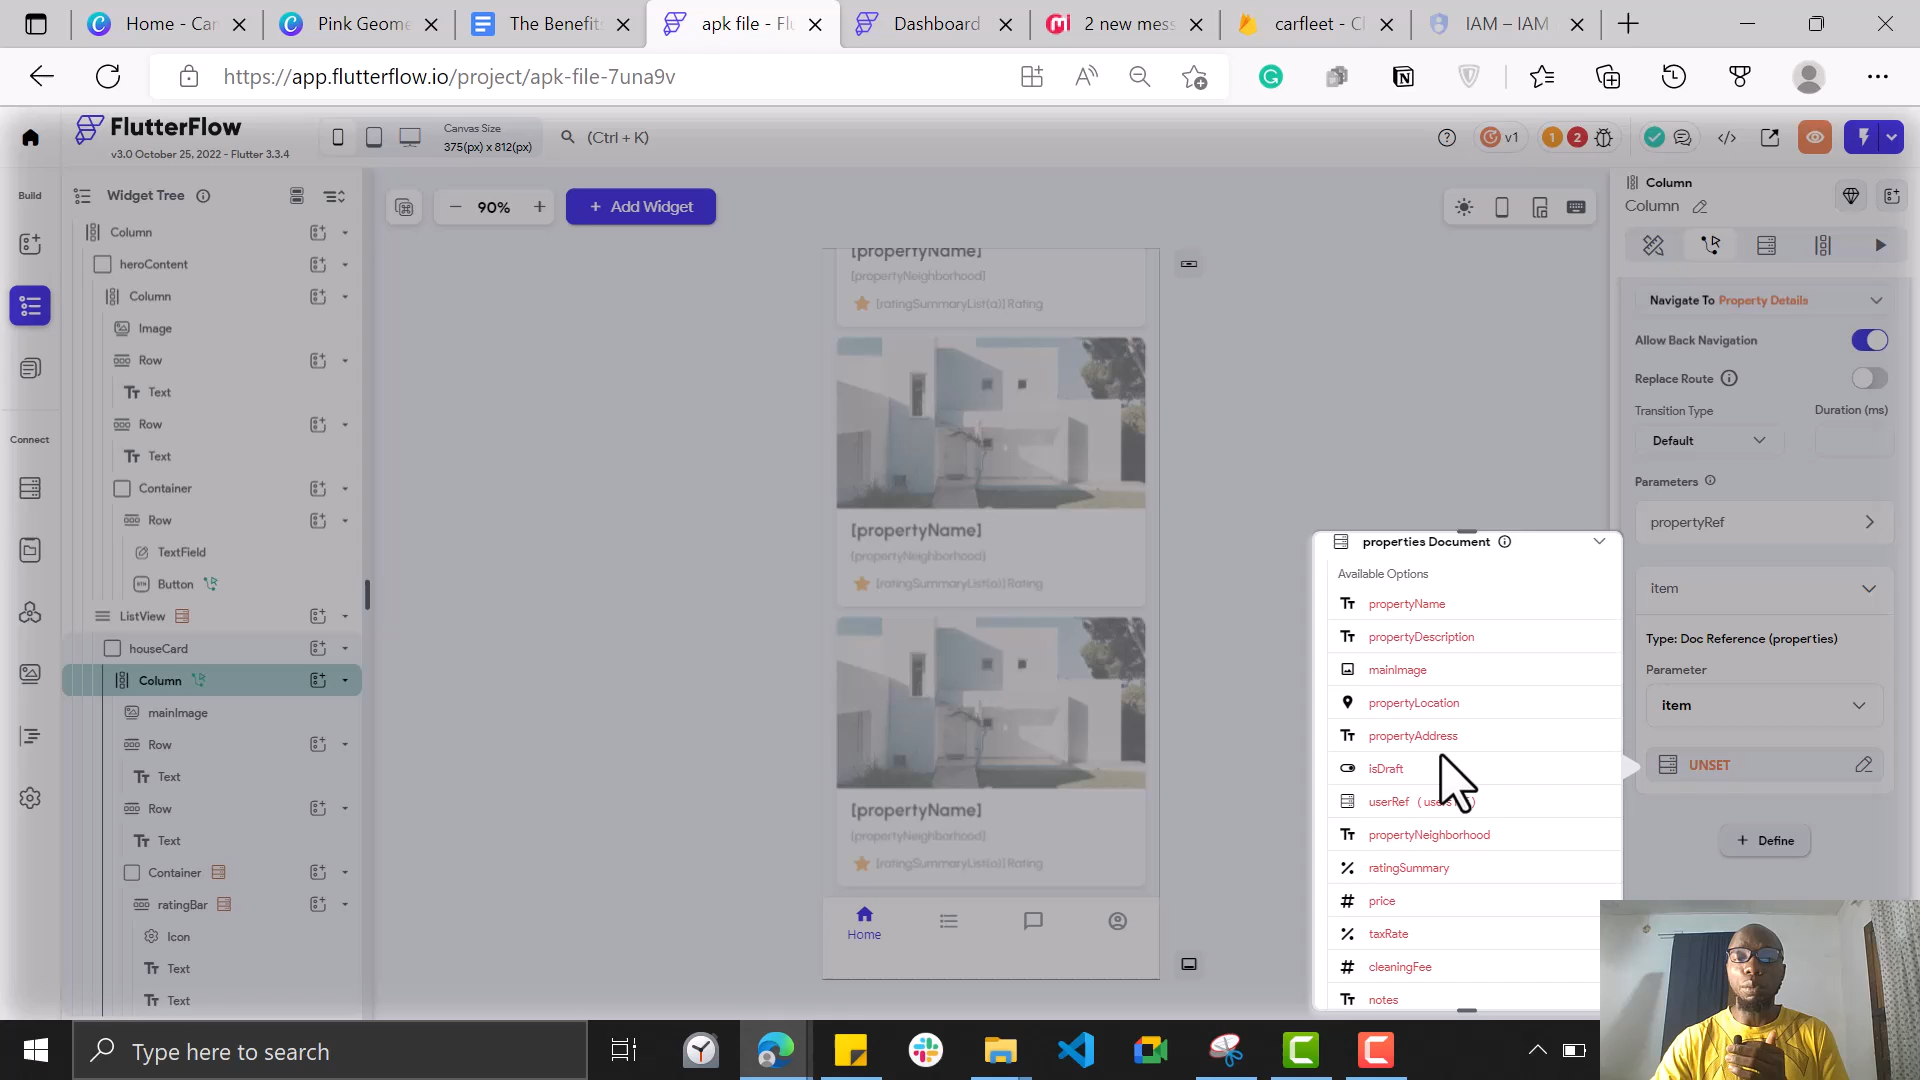 Home - Can
Pink Geome
The Benefit
apk file - Flu
Dashboard
2 new mess
carfleet - Cl
IAM – IAM
https://app.flutterflow.io/project/apk-file-7una9v
FlutterFlow
v3.0 October 25, 2022 - Flutter 3.3.4
Canvas Size
375(px) x 812(px)
(Ctrl + K)
v1
1
2
Build
Widget Tree
Column
heroContent
Column
Image
Row
Text
Row
Text
Container
Row
TextField
Button
ListView
houseCard
Column
mainImage
Row
Text
Row
Text
Container
ratingBar
Icon
Text
Text
Connect
90%
+ Add Widget
[propertyName]
[propertyNeighborhood]
[ratingSummaryList(a)] Rating
[propertyName]
[propertyNeighborhood]
[ratingSummaryList(a)] Rating
[propertyName]
[propertyNeighborhood]
[ratingSummaryList(a)] Rating
Home
properties Document
Available Options
propertyName
propertyDescription
mainImage
propertyLocation
propertyAddress
isDraft
userRef
propertyNeighborhood
ratingSummary
price
taxRate
cleaningFee
notes
Column
Column
Navigate To Property Details
Allow Back Navigation
Replace Route
Transition Type
Duration (ms)
Default
Parameters
propertyRef
item
Type: Doc Reference (properties)
Parameter
item
UNSET
+ Define
Type here to search